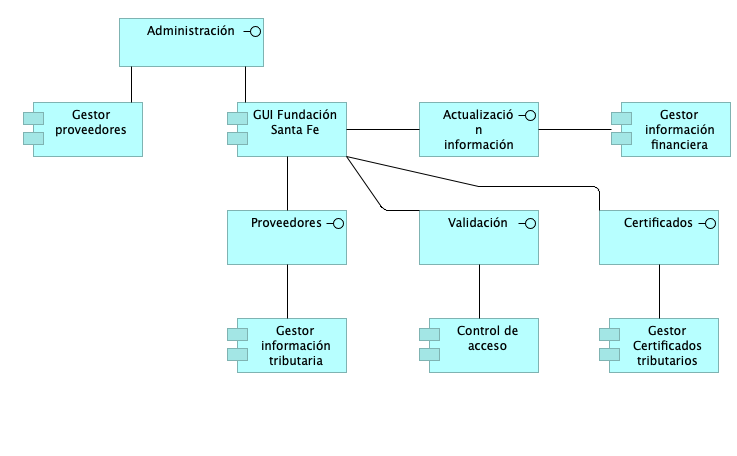 Administración
Gestor
proveedores
GUI Fundación
Santa Fe
Actualizació
n
información
Gestor
información
financiera
Proveedores
Validación
Certificados
Gestor
información
tributaria
Control de
acceso
Gestor
Certificados
tributarios